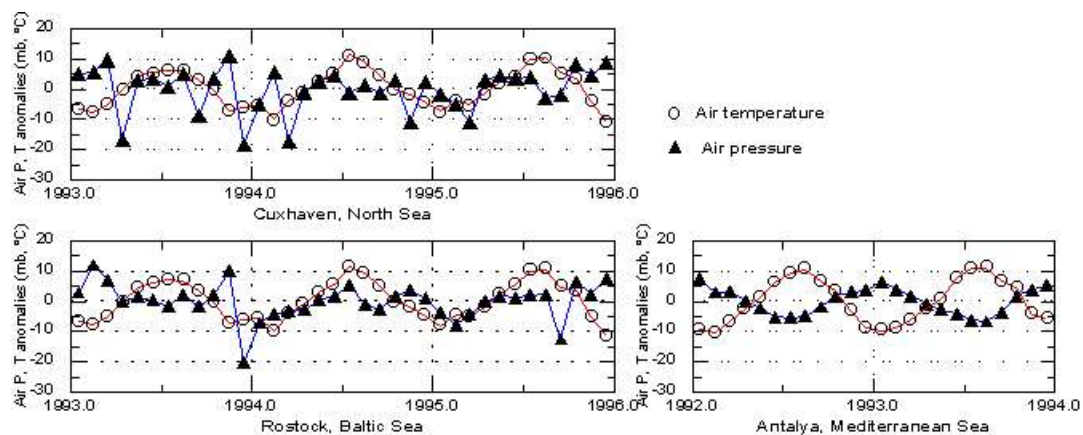 Air P, T anomalies (mb, °C)
20
10
0
-10
-20
-30
1993.0 1994.0 1995.0 1996.0
Cuxhaven, North Sea
Air temperature
Air pressure
Air P, T anomalies (mb, °C)
20
10
0
-10
-20
-30
1993.0 1994.0 1995.0 1996.0
Rostock, Baltic Sea
Air P, T anomalies (mb, °C)
20
10
0
-10
-20
-30
1992.0 1993.0 1994.0
Antalya, Mediterranean Sea